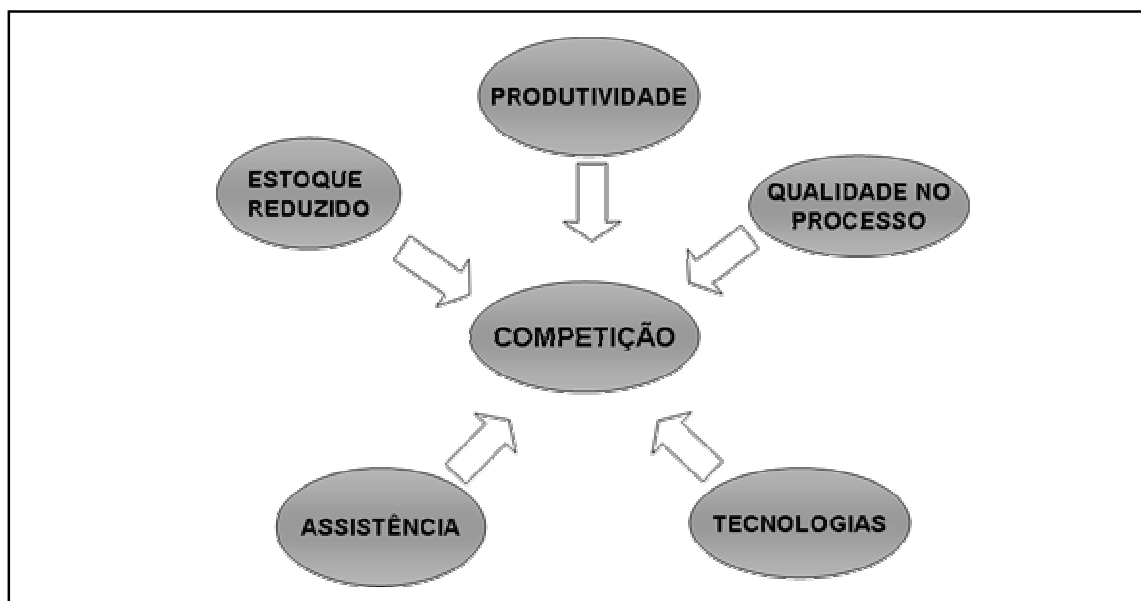 PRODUTIVIDADE
ESTOQUE
REDUZIDO
QUALIDADE NO
PROCESSO
COMPETIÇÃO
ASSISTÊNCIA
TECNOLOGIAS